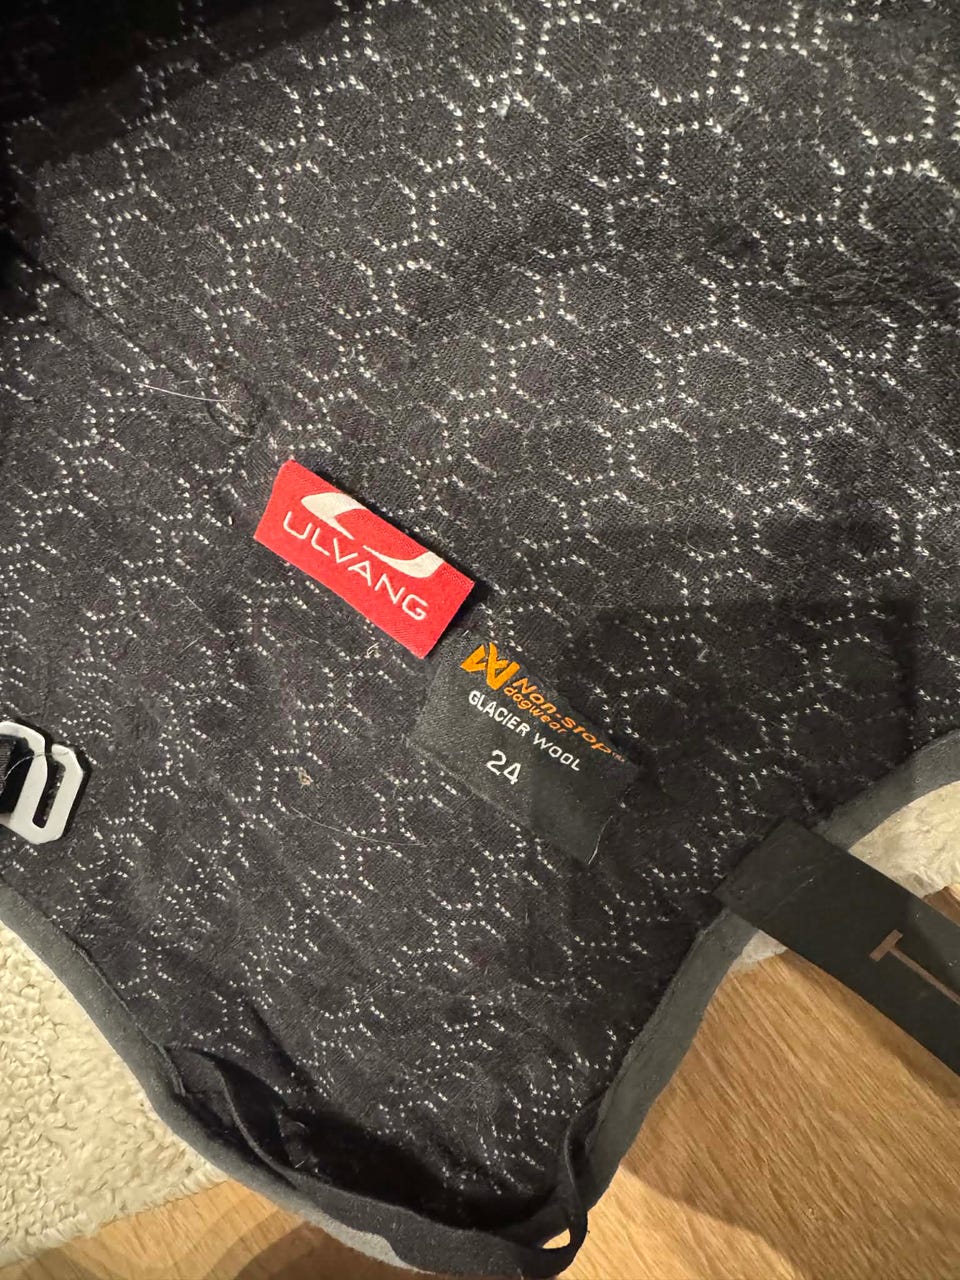 ULVANG
Non-stop
dogwear
GLACIER WOOL
24